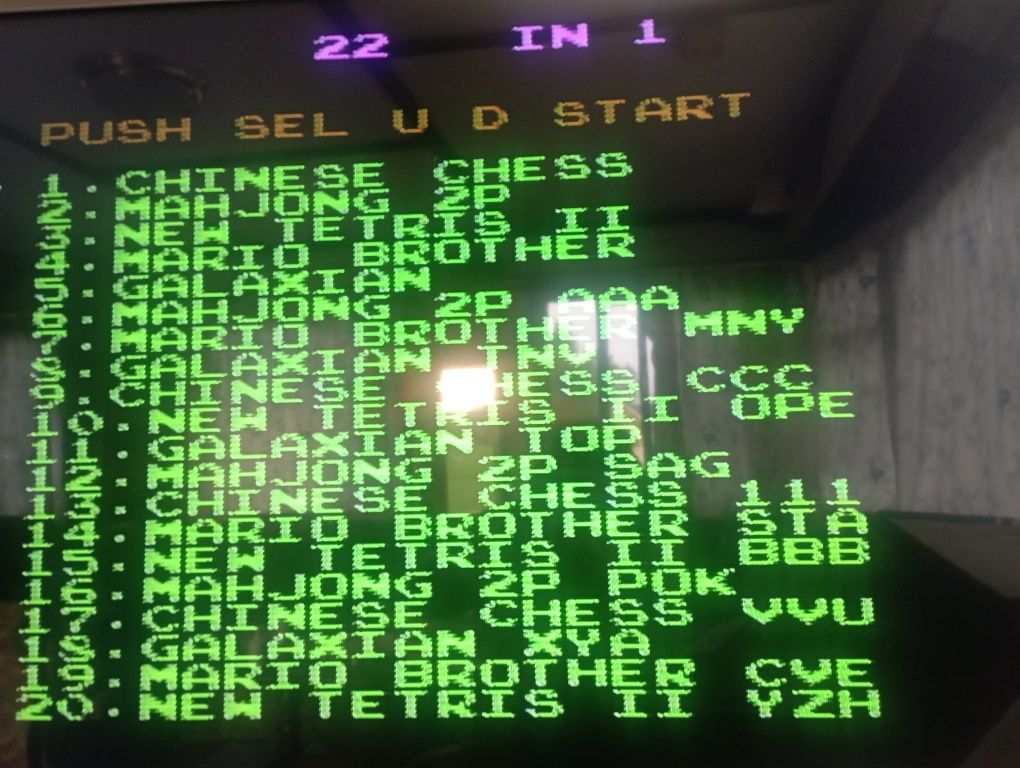 22 IN 1
PUSH SEL U D START
1. CHINESE CHESS
2. MAHJONG 2P
3. NEW TETRIS II
4. MARIO BROTHER
5. GALAXIAN
6. MAHJONG 2P AAA
7. MARIO BROTHER MNY
8. GALAXIAN INV
9. CHINESE CHESS CCC
10. NEW TETRIS II OPE
11. GALAXIAN TOP
12. MAHJONG 2P SAG
13. CHINESE CHESS 111
14. MARIO BROTHER STA
15. NEW TETRIS II BBB
16. MAHJONG 2P POK
17. CHINESE CHESS VVU
18. GALAXIAN XYA
19. MARIO BROTHER CVE
20. NEW TETRIS II YZH